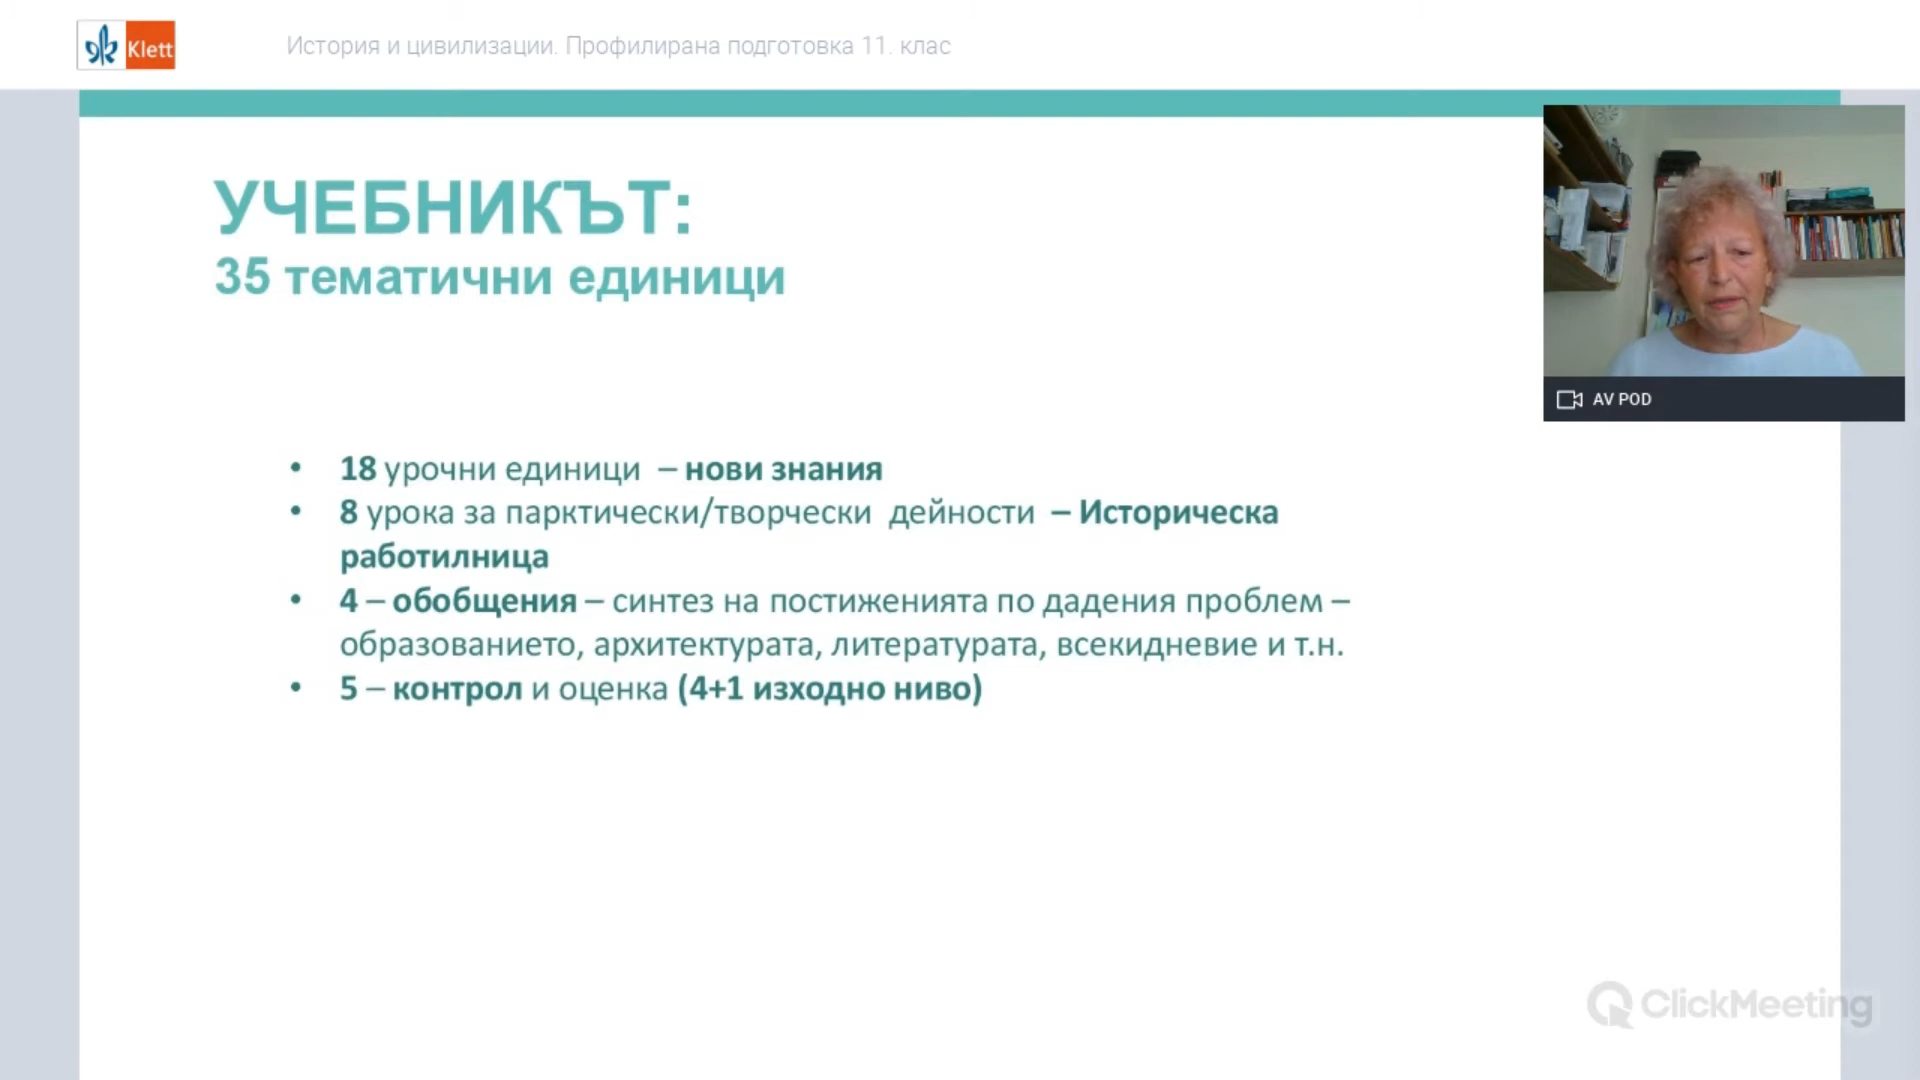 Klett
История и цивилизации. Профилирана подготовка 11. клас
УЧЕБНИКЪТ:
35 тематични единици
AV POD
• 18 урочни единици – нови знания
• 8 урока за парктически/творчески дейности – Историческа
работилница
• 4 – обобщения – синтез на постиженията по дадения проблем –
образованието, архитектурата, литературата, всекидневие и т.н.
• 5 – контрол и оценка (4+1 изходно ниво)
ClickMeeting